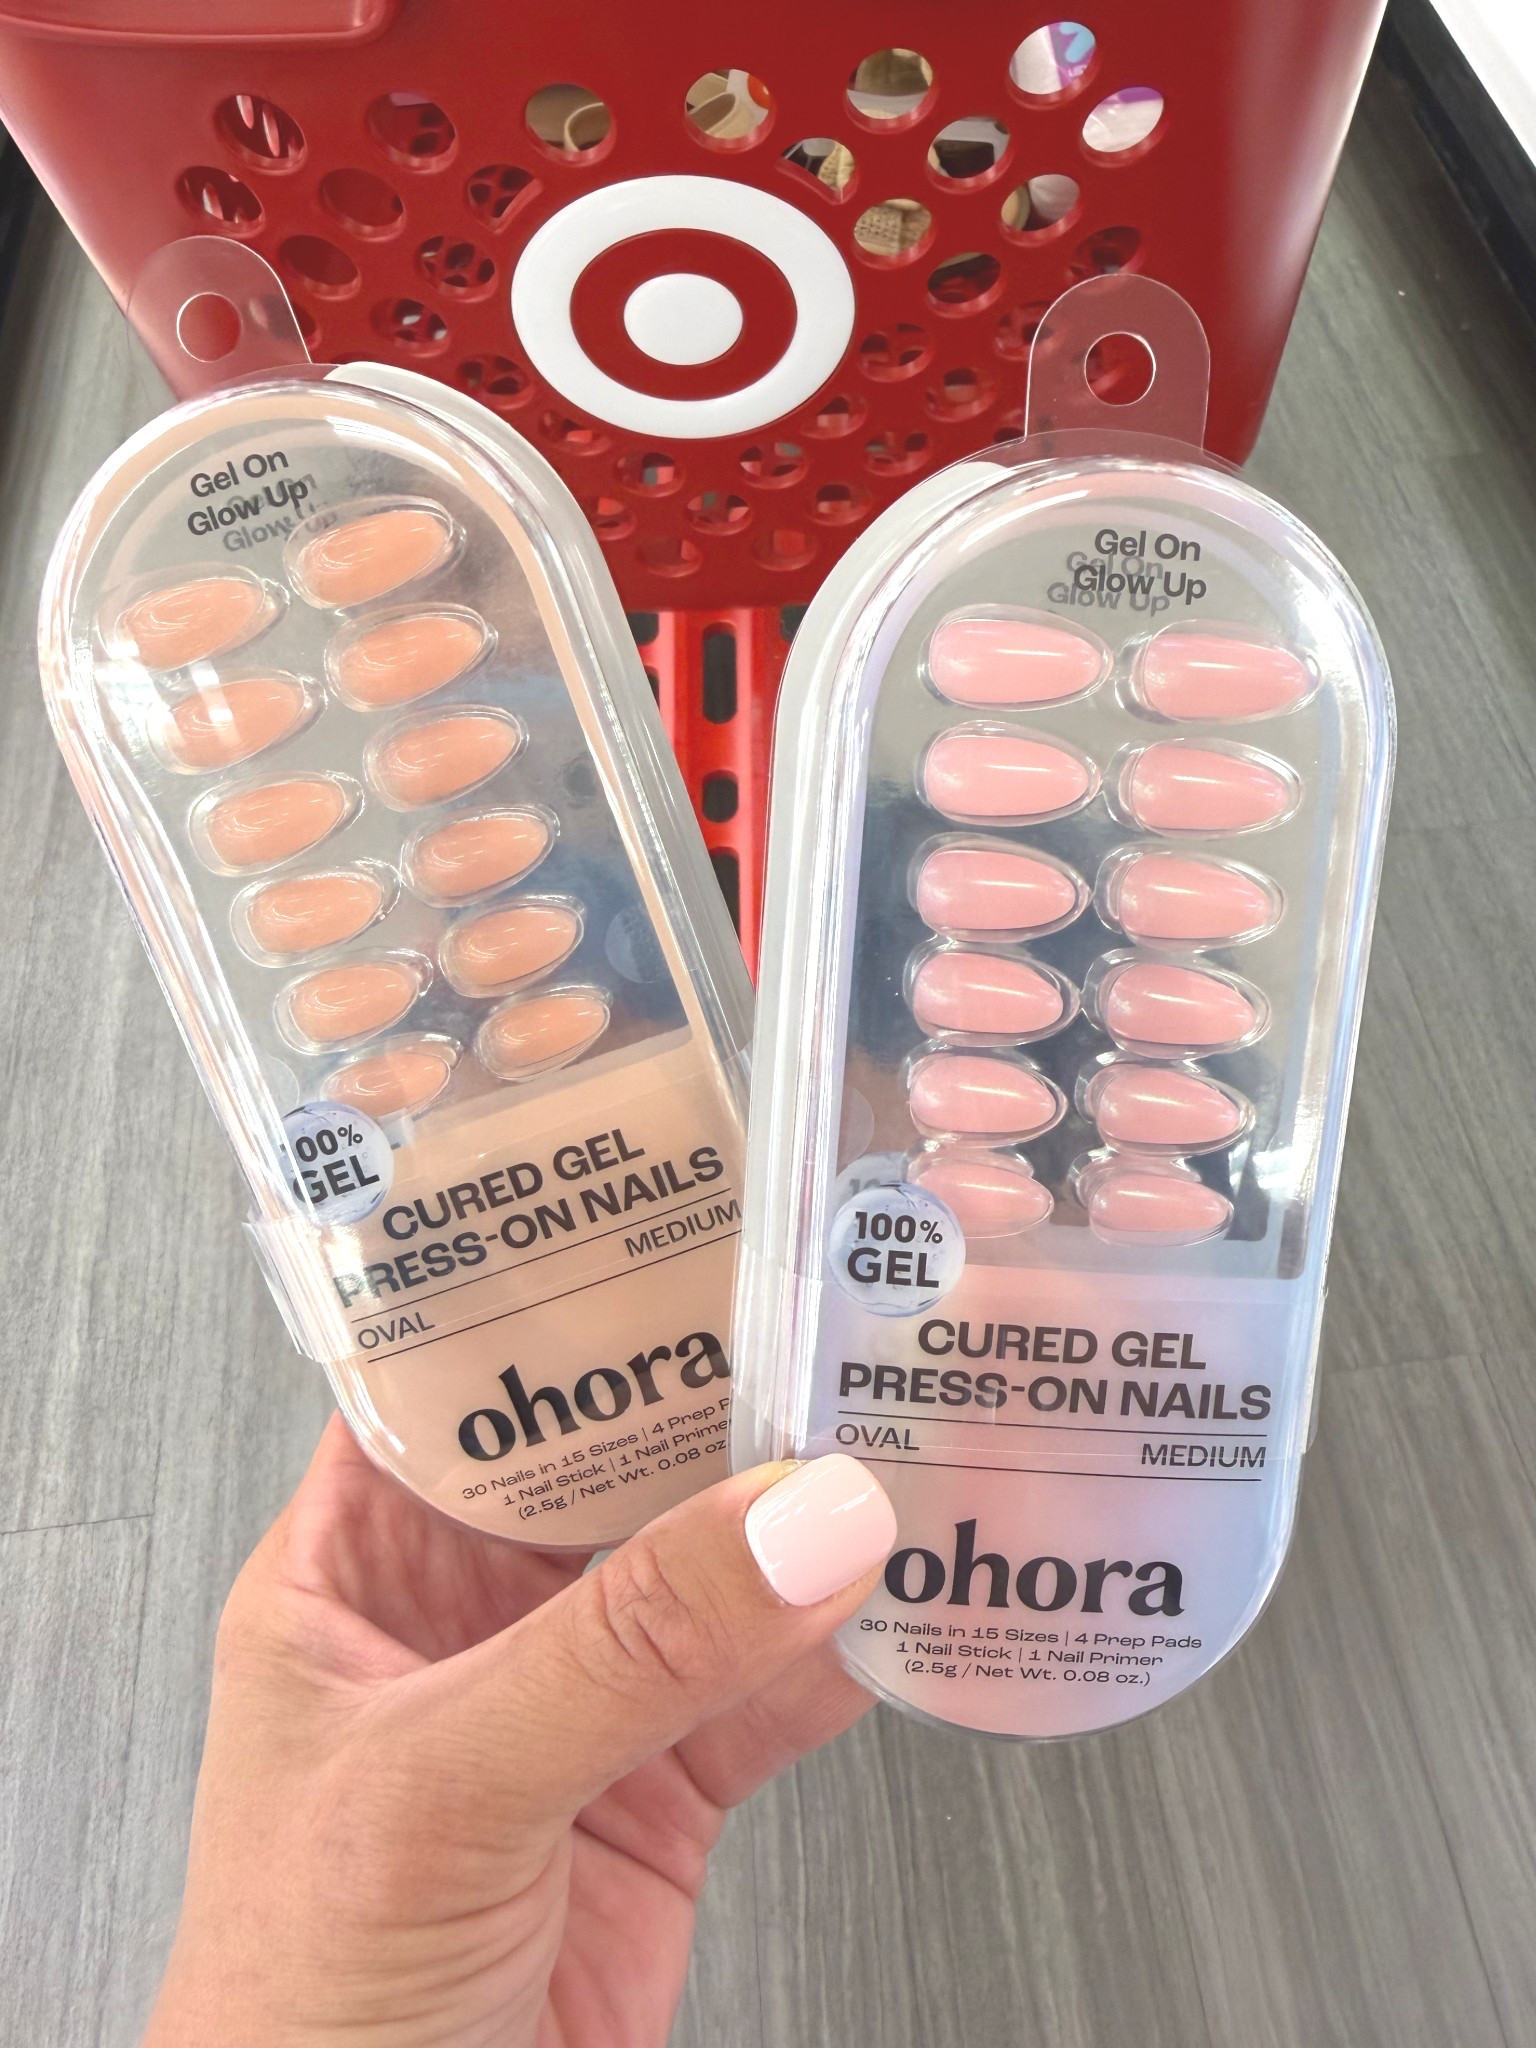 Gel On
Glow Up
100%
GEL
CURED GEL
PRESS-ON NAILS
OVAL MEDIUM
ohora
30 Nails in 15 Sizes | 4 Prep
1 Nail Stick | 1 Nail Primer
(2.5g / Net Wt. 0.08 oz.
Gel On
Glow Up
100%
GEL
CURED GEL
PRESS-ON NAILS
OVAL MEDIUM
ohora
30 Nails in 15 Sizes | 4 Prep Pads
1 Nail Stick | 1 Nail Primer
(2.5g / Net Wt. 0.08 oz.)